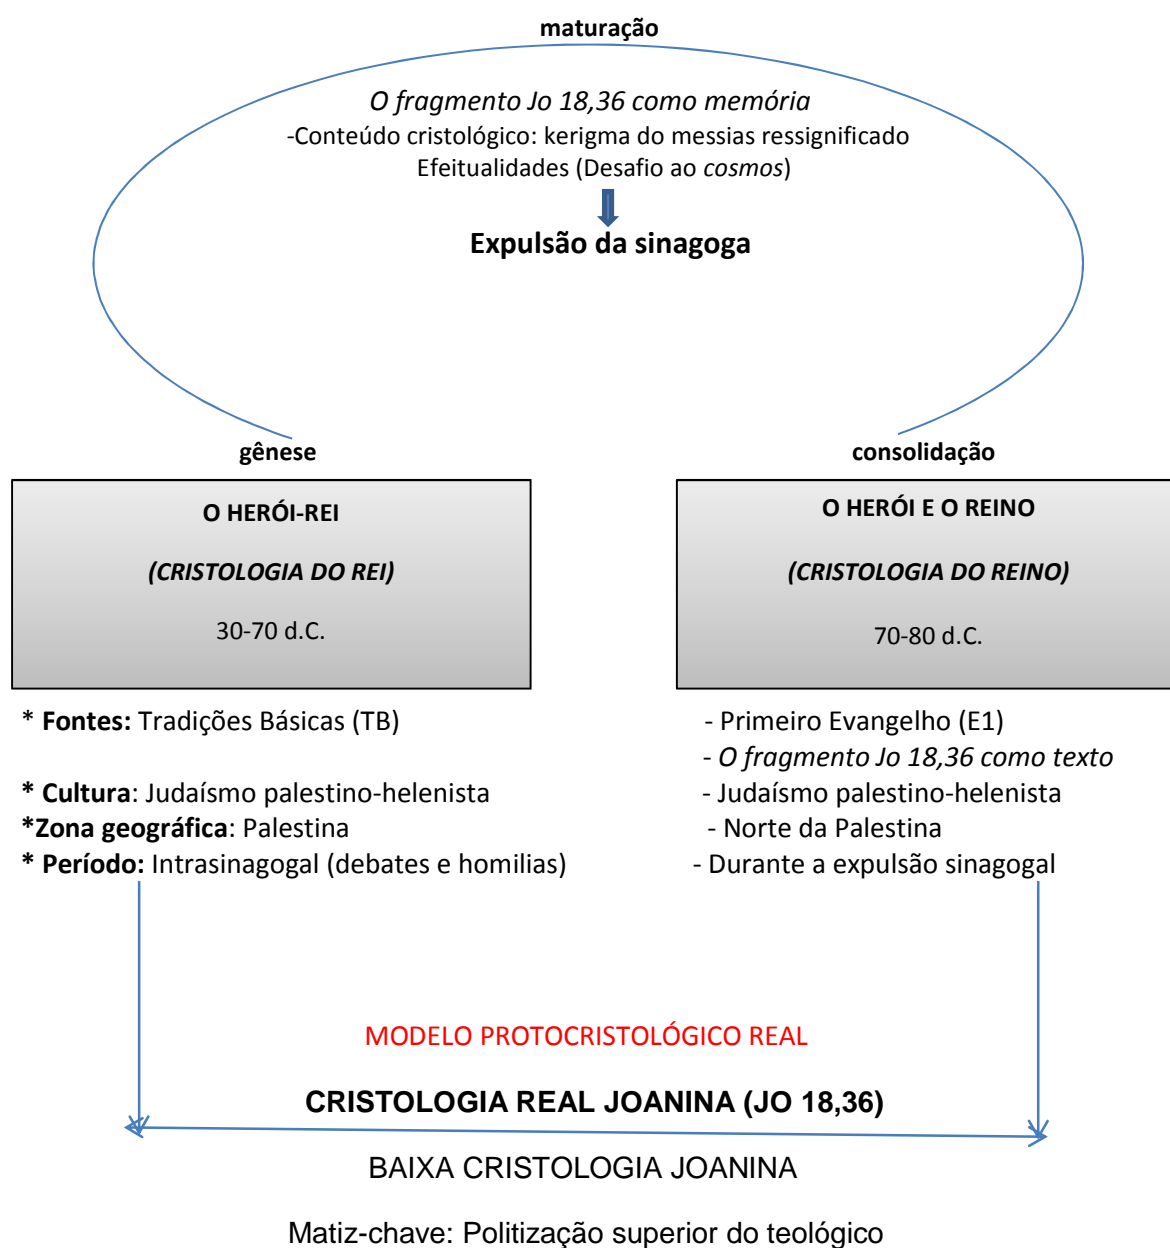 maturação
O fragmento Jo 18,36 como memória
-Conteúdo cristológico: kerigma do messias ressignificado
Efeitualidades (Desafio ao cosmos)
Expulsão da sinagoga
gênese
O HERÓI-REI
(CRISTOLOGIA DO REI)
30-70 d.C.
* Fontes: Tradições Básicas (TB)
* Cultura: Judaísmo palestino-helenista
*Zona geográfica: Palestina
* Período: Intrasinagogal (debates e homilias)
consolidação
O HERÓI E O REINO
(CRISTOLOGIA DO REINO)
70-80 d.C.
- Primeiro Evangelho (E1)
- O fragmento Jo 18,36 como texto
- Judaísmo palestino-helenista
- Norte da Palestina
- Durante a expulsão sinagogal
MODELO PROTOCRISTOLÓGICO REAL
CRISTOLOGIA REAL JOANINA (JO 18,36)
BAIXA CRISTOLOGIA JOANINA
Matiz-chave: Politização superior do teológico